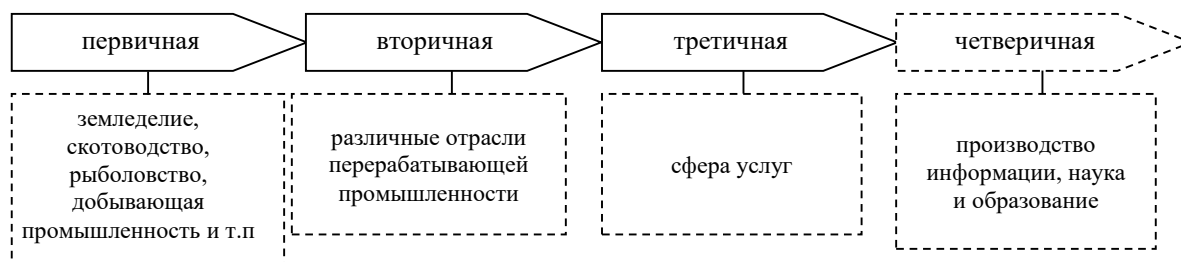 первичная
вторичная
третичная
четверичная
земледелие,
скотоводство,
рыболовство,
добывающая
промышленность и т.п
различные отрасли
перерабатывающей
промышленности
сфера услуг
производство
информации, наука
и образование